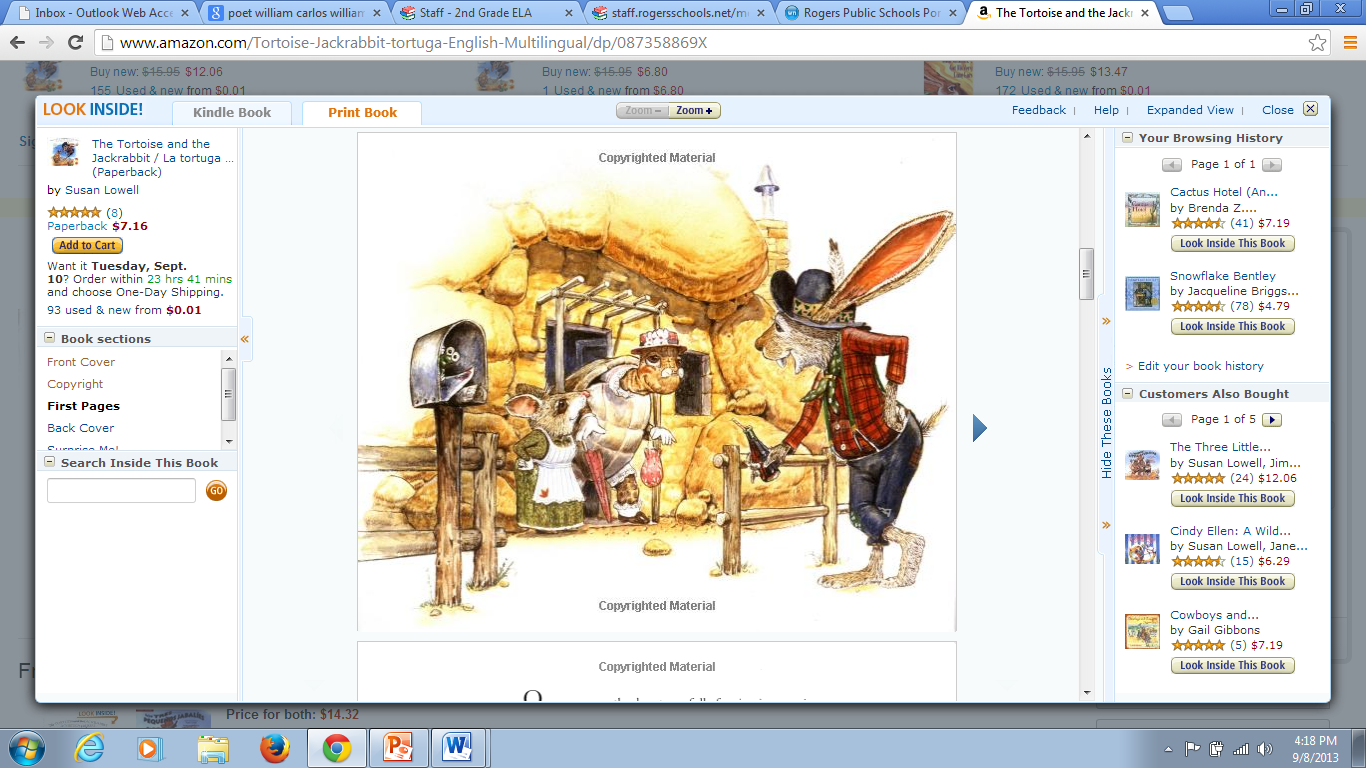 Inbox - Outlook Web Acce
poet william carlos william
Staff - 2nd Grade ELA
staff.rogersschools.net/m
Rogers Public Schools Por
The Tortoise and the Jackr
www.amazon.com/Tortoise-Jackrabbit-tortuga-English-Multilingual/dp/087358869X
Buy new: $15.95 $12.06
155 Used & new from $0.01
Buy new: $15.95 $6.80
1 Used & new from $6.80
Buy new: $15.95 $13.47
172 Used & new from $0.01
LOOK INSIDE!
Kindle Book
Print Book
Zoom –
Zoom +
Feedback
Help
Expanded View
Close
The Tortoise and the
Jackrabbit / La tortuga ...
(Paperback)
by Susan Lowell
(8)
Paperback $7.16
Add to Cart
Want it Tuesday, Sept.
10? Order within 23 hrs 41 mins
and choose One-Day Shipping.
93 used & new from $0.01
Book sections
Front Cover
Copyright
First Pages
Back Cover
Surprise Me!
Search Inside This Book
GO
Copyrighted Material
Copyrighted Material
Copyrighted Material
Hide These Books
Your Browsing History
Page 1 of 1
Cactus Hotel (An...
by Brenda Z....
(41) $7.19
Look Inside This Book
Snowflake Bentley
by Jacqueline Briggs...
(78) $4.79
Look Inside This Book
> Edit your book history
Customers Also Bought
Page 1 of 5
The Three Little...
by Susan Lowell, Jim...
(24) $12.06
Look Inside This Book
Cindy Ellen: A Wild...
by Susan Lowell, Jane...
(15) $6.29
Look Inside This Book
Cowboys and...
by Gail Gibbons
(5) $7.19
Look Inside This Book
Price for both: $14.32
4:18 PM
9/8/2013